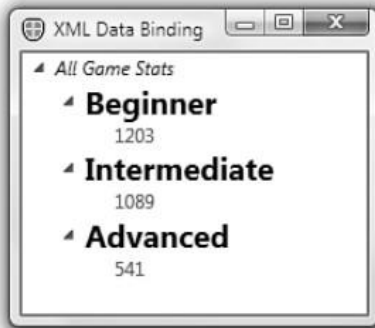 XML Data Binding
All Game Stats
Beginner
1203
Intermediate
1089
Advanced
541